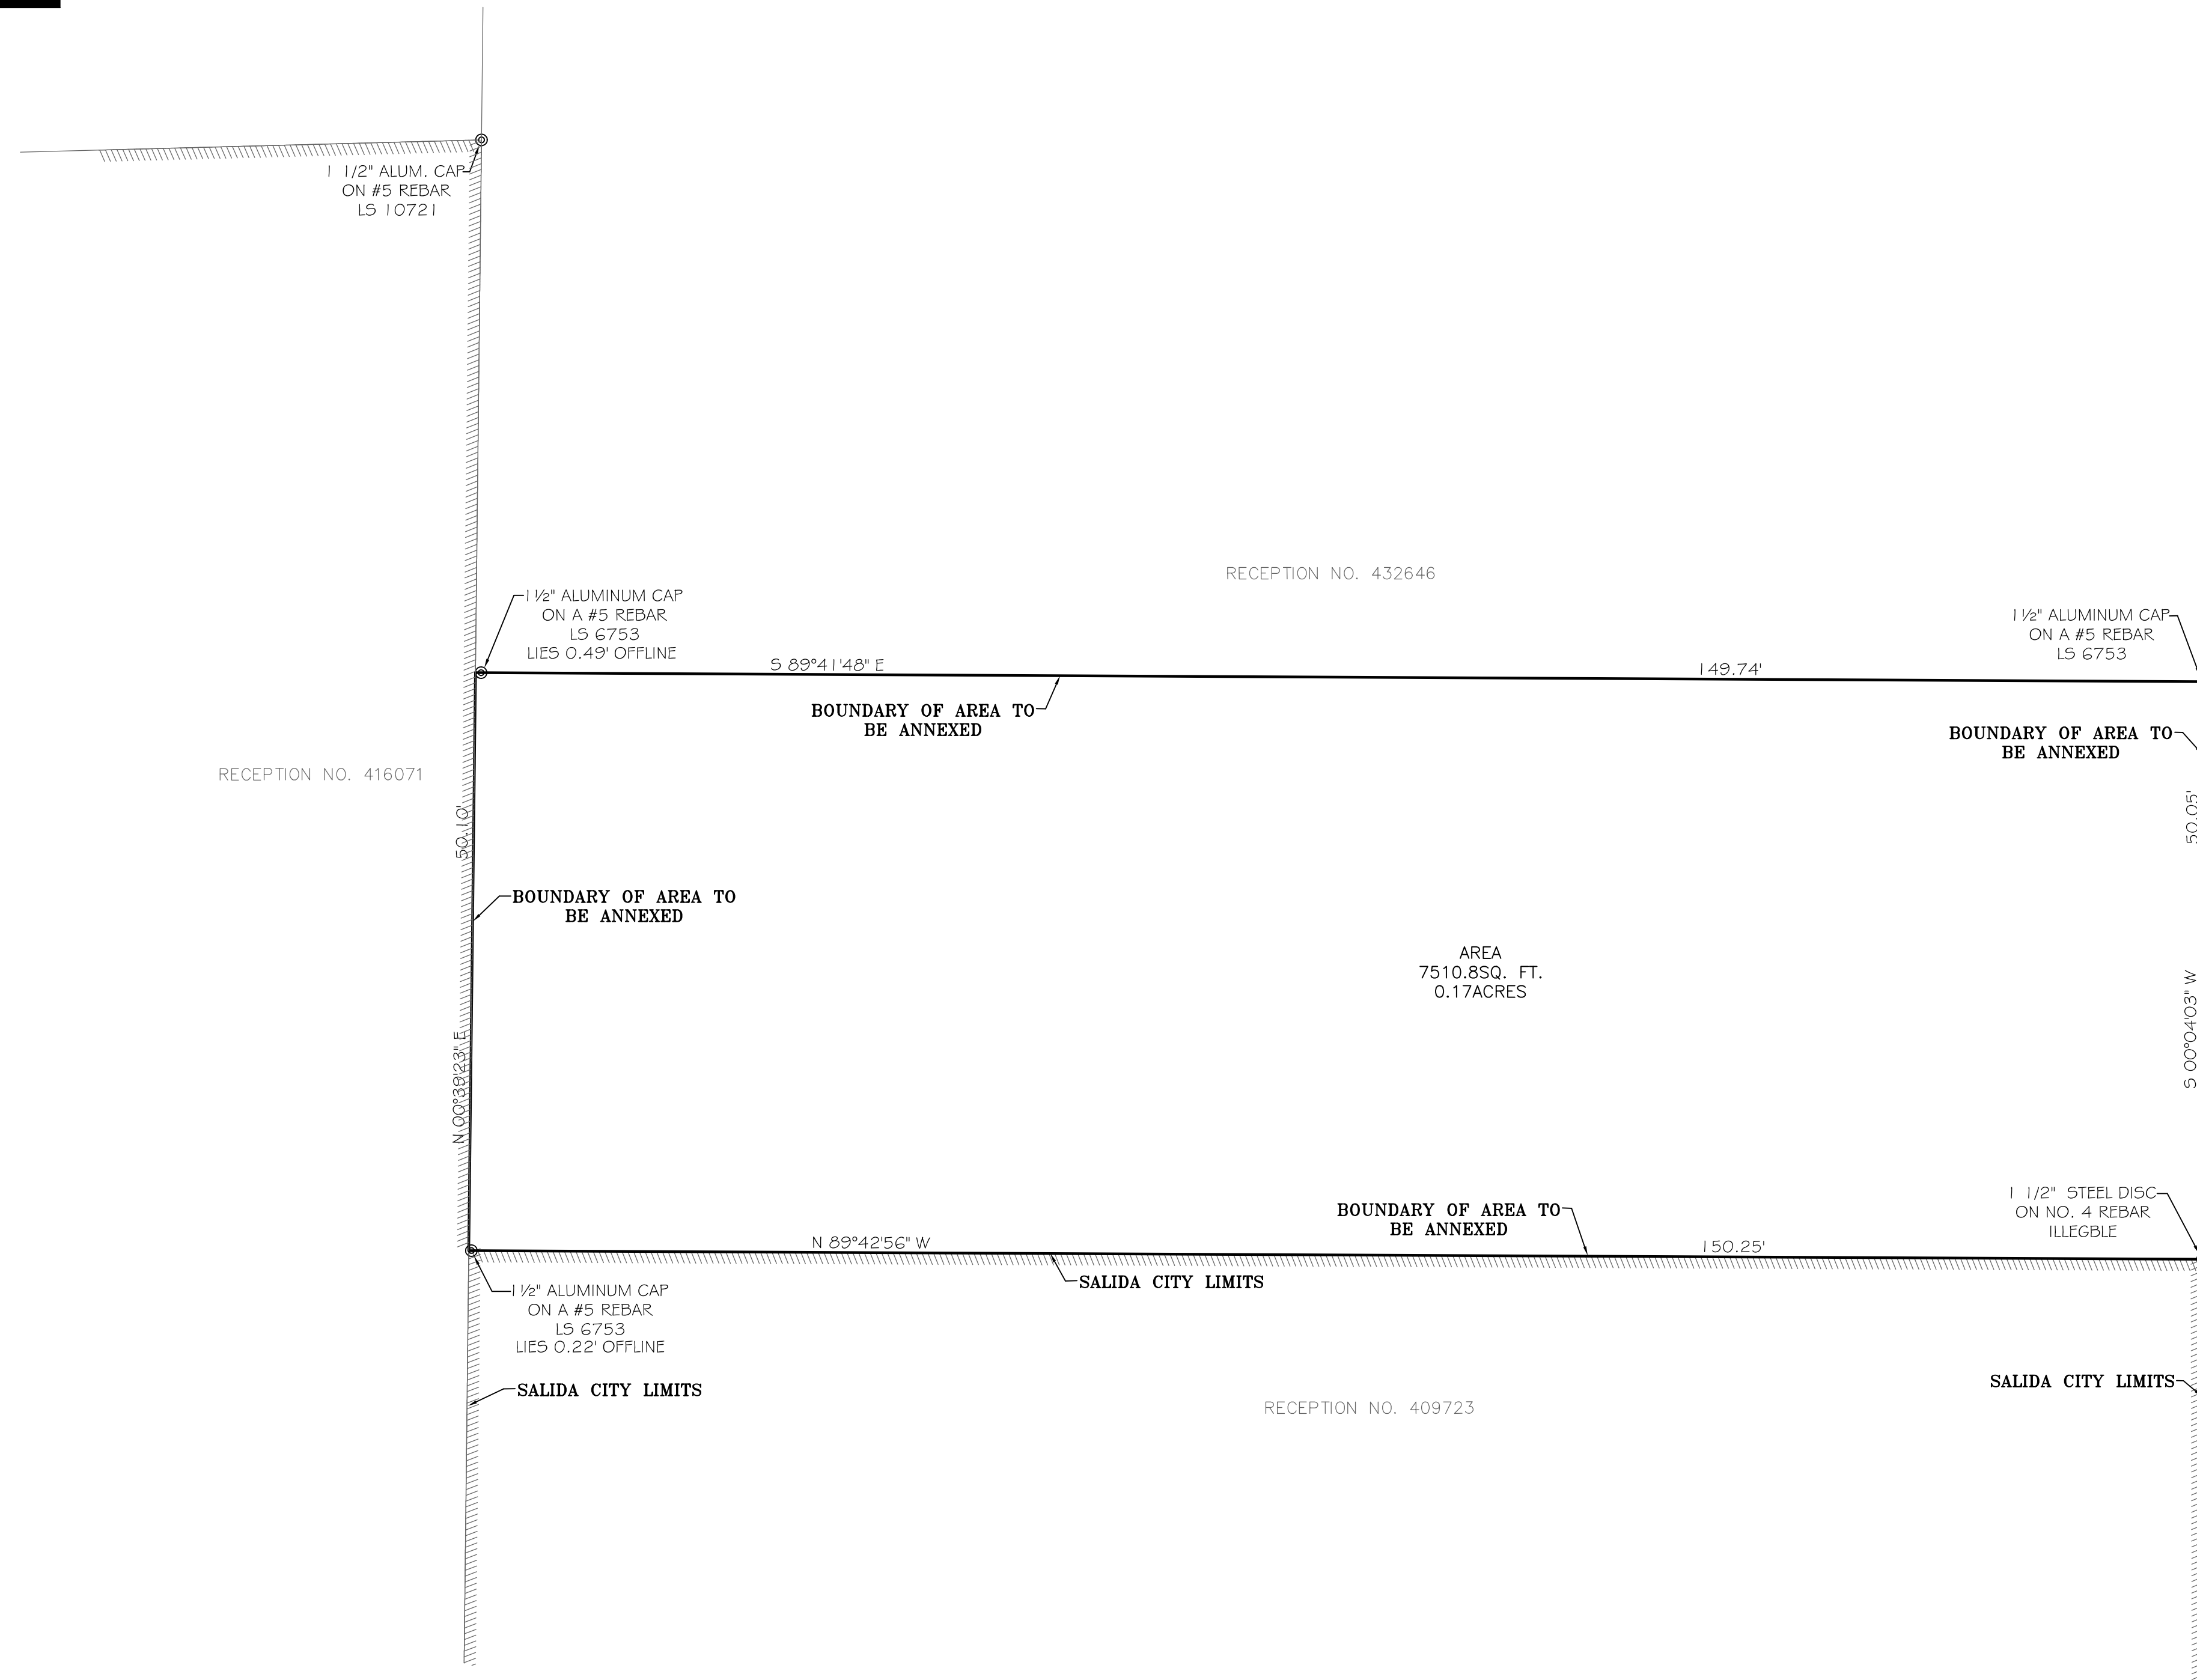 1 1/2" ALUM. CAP
ON #5 REBAR
LS 10721
RECEPTION NO. 432646
1 ½" ALUMINUM CAP
ON A #5 REBAR
LS 6753
LIES 0.49' OFFLINE
1 ½" ALUMINUM CAP
ON A #5 REBAR
LS 6753
S 89°41'48" E
149.74'
BOUNDARY OF AREA TO
BE ANNEXED
BOUNDARY OF AREA TO
BE ANNEXED
RECEPTION NO. 416071
50.10'
50.05'
BOUNDARY OF AREA TO
BE ANNEXED
AREA
7510.8SQ. FT.
0.17ACRES
N 00°39'23" E
S 00°04'03" W
1 1/2" STEEL DISC
ON NO. 4 REBAR
ILLEGBLE
BOUNDARY OF AREA TO
BE ANNEXED
N 89°42'56" W
150.25'
SALIDA CITY LIMITS
1 ½" ALUMINUM CAP
ON A #5 REBAR
LS 6753
LIES 0.22' OFFLINE
SALIDA CITY LIMITS
SALIDA CITY LIMITS
RECEPTION NO. 409723